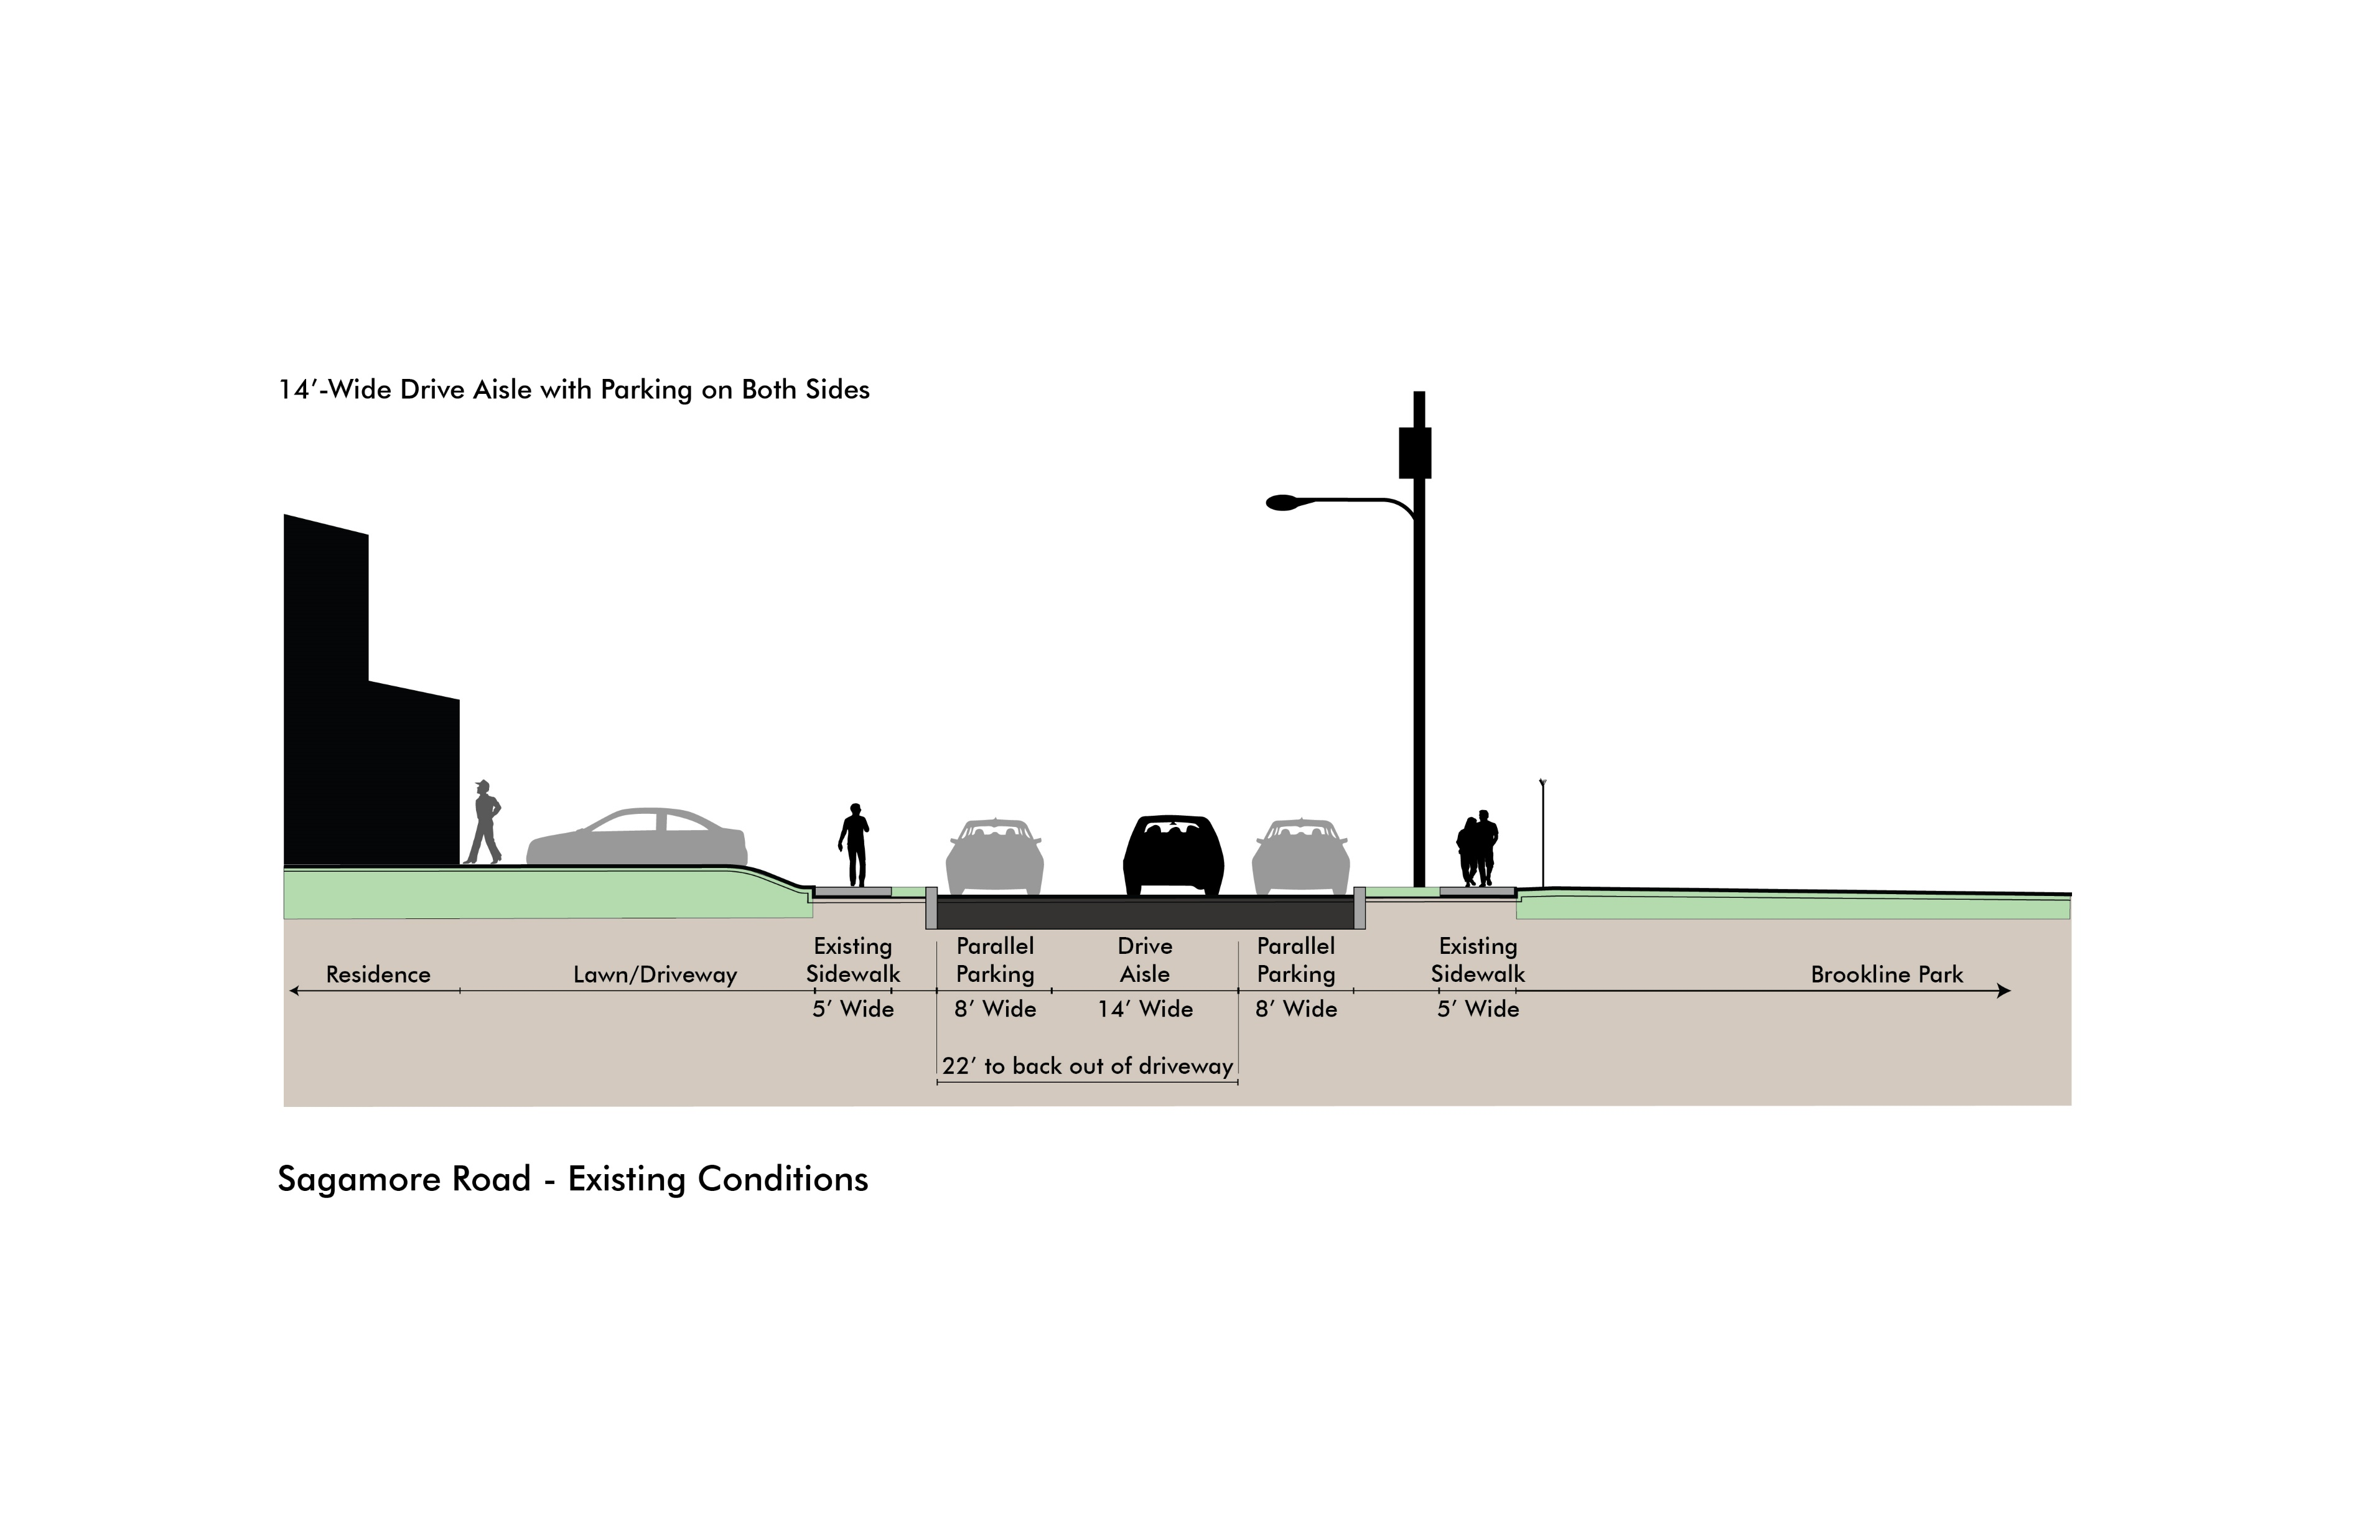 14′-Wide Drive Aisle with Parking on Both Sides
Existing
Sidewalk
Parallel
Parking
Drive
Aisle
Parallel
Parking
Existing
Sidewalk
Residence
Lawn/Driveway
Brookline Park
5′ Wide
8′ Wide
14′ Wide
8′ Wide
5′ Wide
22′ to back out of driveway
Sagamore Road - Existing Conditions